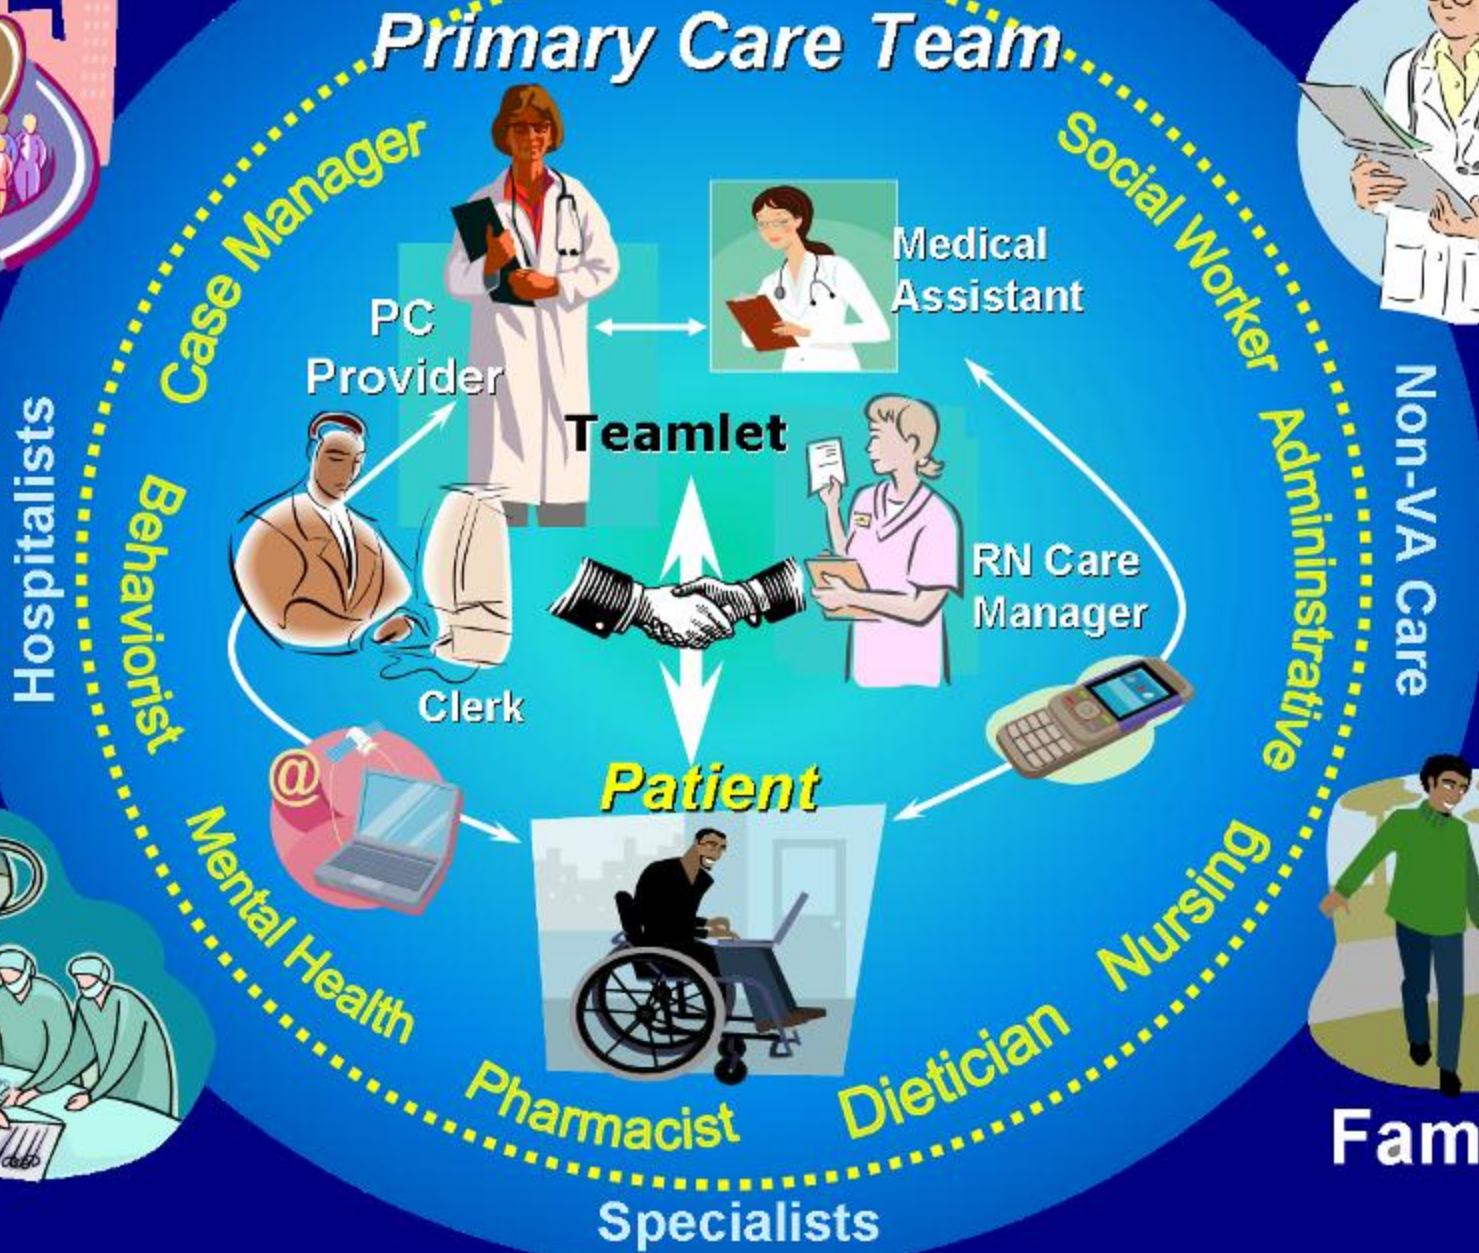 Primary Care Team
Case Manager
Social Worker
Medical
Assistant
PC
Provider
Teamlet
Hospitalists
Non-VA Care
Behaviorist
Admininstrative
RN Care
Manager
Clerk
@
Patient
Mental Health
Nursing
Pharmacist
Dietician
Fam
Specialists